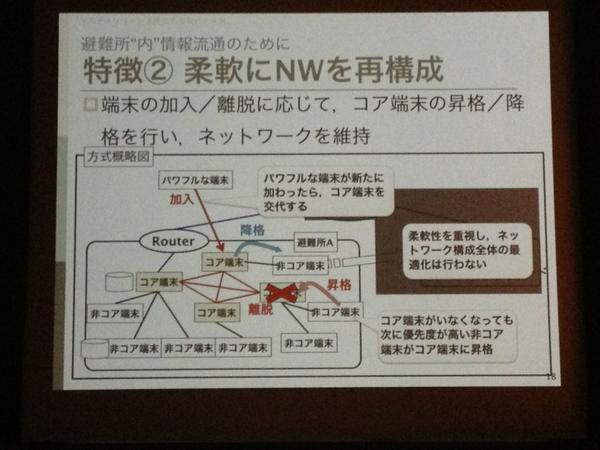 避難所“内”情報流通のために
特徴② 柔軟にNWを再構成
端末の加入／離脱に応じて，コア端末の昇格／降
格を行い，ネットワークを維持
方式概略図
パワフルな端末
パワフルな端末が新たに
加わったら，コア端末を
交代する
加入
降格
Router
避難所A
コア端末
非コア端末
柔軟性を重視し，ネッ
トワーク構成全体の最
適化は行わない
コア端末
昇格
離脱
非コア端末
コア端末
非コア端末
コア端末がいなくなっても
次に優先度が高い非コア
端末がコア端末に昇格
非コア端末
非コア端末
非コア端末
非コア端末
18